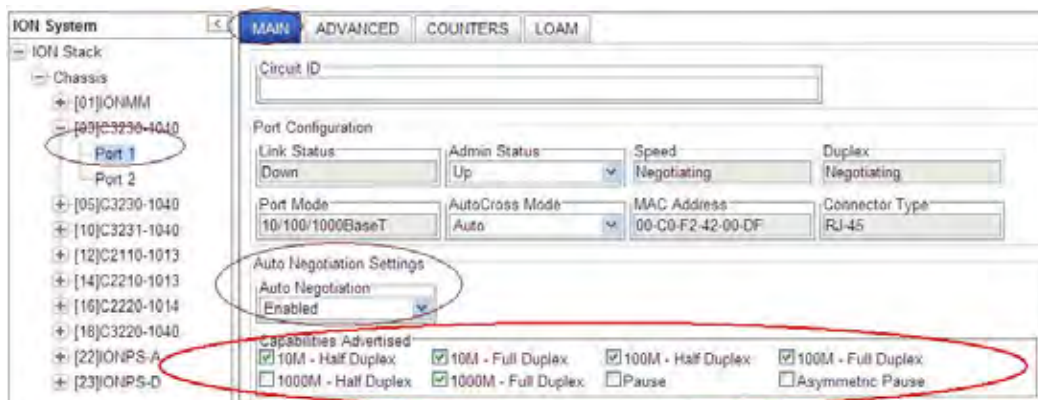 ION System
ION Stack
Chassis
[01]IONMM
[03]C3230-1040
Port 1
Port 2
[05]C3230-1040
[10]C3231-1040
[12]C2110-1013
[14]C2210-1013
[16]C2220-1014
[18]C3220-1040
[22]IONPS-A
[23]IONPS-D
MAIN ADVANCED COUNTERS LOAM
Circuit ID
Port Configuration
Link Status Admin Status Speed Duplex
Down Up Negotiating Negotiating
Port Mode AutoCross Mode MAC Address Connector Type
10/100/1000BaseT Auto 00-C0-F2-42-00-DF RJ-45
Auto Negotiation Settings
Auto Negotiation
Enabled
Capabilities Advertised
10M - Half Duplex 10M - Full Duplex 100M - Half Duplex 100M - Full Duplex
1000M - Half Duplex 1000M - Full Duplex Pause Asymmetric Pause